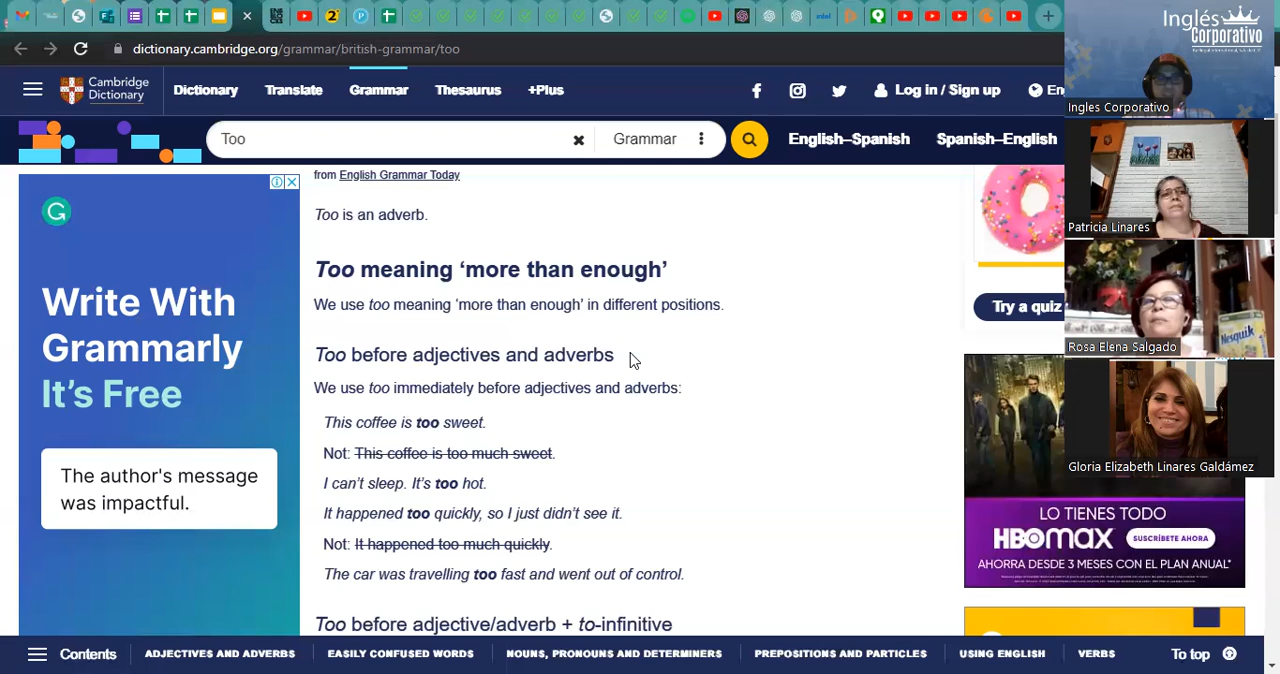 dictionary.cambridge.org/grammar/british-grammar/too
Cambridge
Dictionary
Dictionary
Translate
Grammar
Thesaurus
+Plus
Log in / Sign up
En
Too
Grammar
English–Spanish
Spanish–English
from English Grammar Today
Too is an adverb.
Too meaning ‘more than enough’
We use too meaning ‘more than enough’ in different positions.
Too before adjectives and adverbs
We use too immediately before adjectives and adverbs:
This coffee is too sweet.
Not: This coffee is too much sweet.
I can’t sleep. It’s too hot.
It happened too quickly, so I just didn’t see it.
Not: It happened too much quickly.
The car was travelling too fast and went out of control.
Too before adjective/adverb + to-infinitive
Write With
Grammarly
It’s Free
The author's message
was impactful.
Try a quiz
LO TIENES TODO
HBOmax
SUSCRÍBETE AHORA
AHORA DESDE 3 MESES CON EL PLAN ANUAL*
Inglés
Corporativo
Ingles Corporativo
Patricia Linares
Nesquik
Rosa Elena Salgado
Gloria Elizabeth Linares Galdámez
Contents
ADJECTIVES AND ADVERBS
EASILY CONFUSED WORDS
NOUNS, PRONOUNS AND DETERMINERS
PREPOSITIONS AND PARTICLES
USING ENGLISH
VERBS
To top